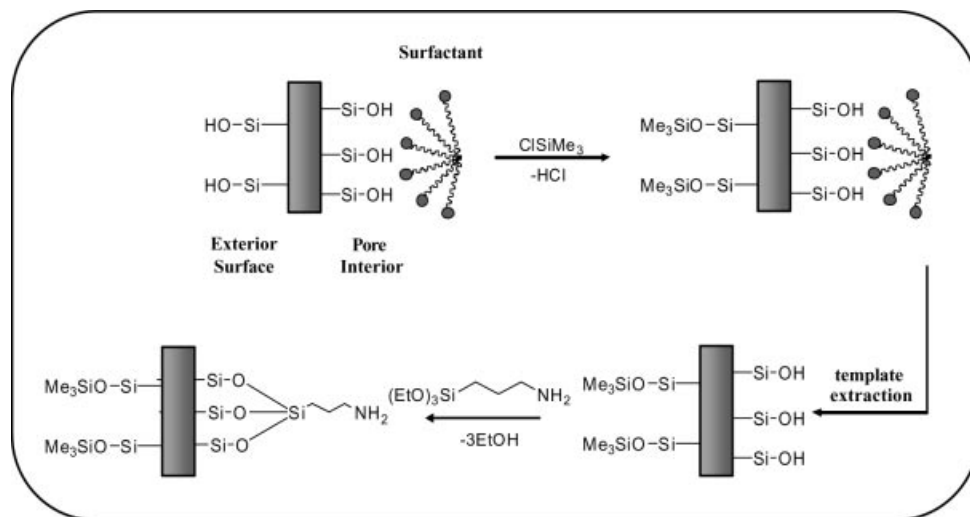 Surfactant
HO-Si
HO-Si
Si-OH
Si-OH
Si-OH
Exterior
Surface
Pore
Interior
ClSiMe3
-HCl
Me3SiO-Si
Me3SiO-Si
Si-OH
Si-OH
Si-OH
template
extraction
Me3SiO-Si
Me3SiO-Si
Si-OH
Si-OH
Si-OH
(EtO)3Si NH2
-3EtOH
Me3SiO-Si
Me3SiO-Si
Si-O
Si-O
Si-O
Si NH2